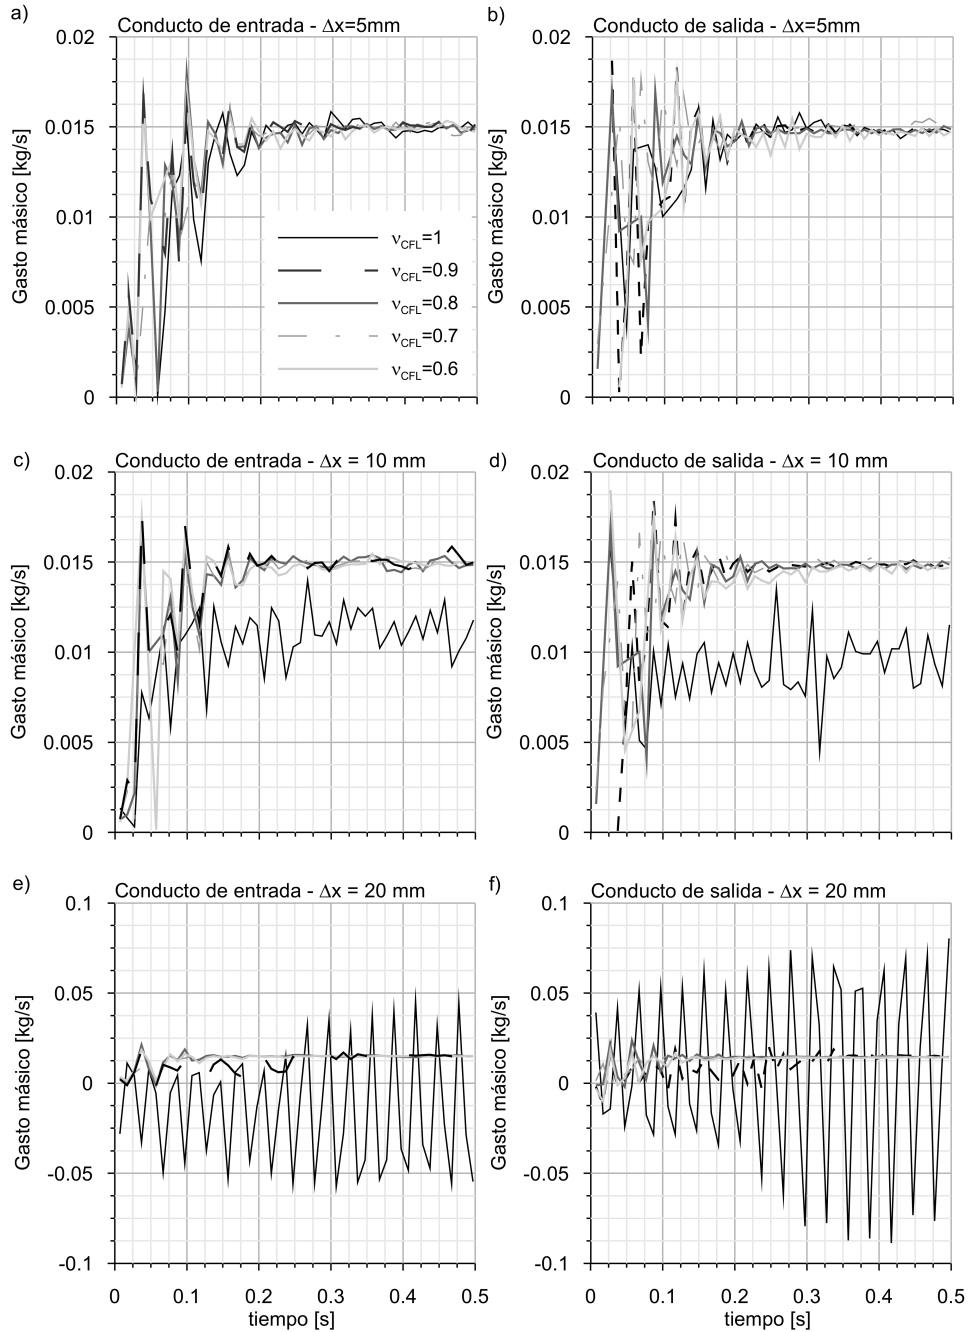 a)
Conducto de entrada - Δx=5mm
b)
Conducto de salida - Δx=5mm
0.02
0.015
0.01
0.005
0
Gasto másico [kg/s]
νCFL=1
νCFL=0.9
νCFL=0.8
νCFL=0.7
νCFL=0.6
0.02
0.015
0.01
0.005
0
Gasto másico [kg/s]
c)
Conducto de entrada - Δx = 10 mm
d)
Conducto de salida - Δx = 10 mm
0.02
0.015
0.01
0.005
0
Gasto másico [kg/s]
0.02
0.015
0.01
0.005
0
Gasto másico [kg/s]
e)
Conducto de entrada - Δx = 20 mm
f)
Conducto de salida - Δx = 20 mm
0.1
0.05
0
-0.05
-0.1
Gasto másico [kg/s]
0 0.1 0.2 0.3 0.4 0.5
tiempo [s]
0.1
0.05
0
-0.05
-0.1
Gasto másico [kg/s]
0 0.1 0.2 0.3 0.4 0.5
tiempo [s]